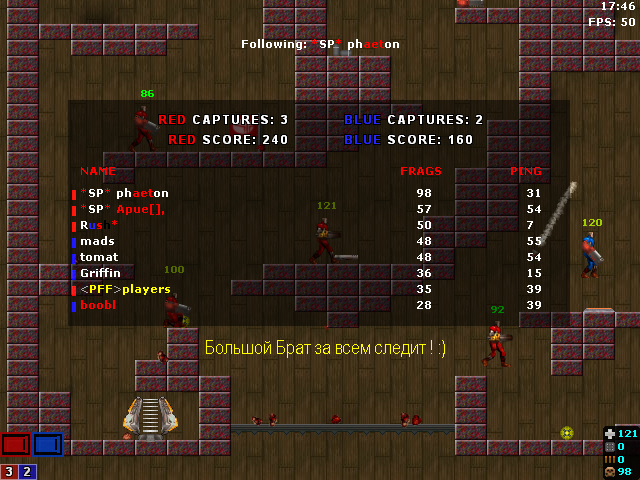 17:46
FPS: 50
Following: *SP* phaeton
86
RED CAPTURES: 3 BLUE CAPTURES: 2
RED SCORE: 240 BLUE SCORE: 160
NAME FRAGS PING
*SP* phaeton 98 31
*SP* Apue[], 57 54
Rush* 50 7
mads 48 55
tomat 48 54
Griffin 36 15
<PFF>players 35 39
boobl 28 39
121
120
100
92
Большой Брат за всем следит ! :)
121
0
0
98
3 2